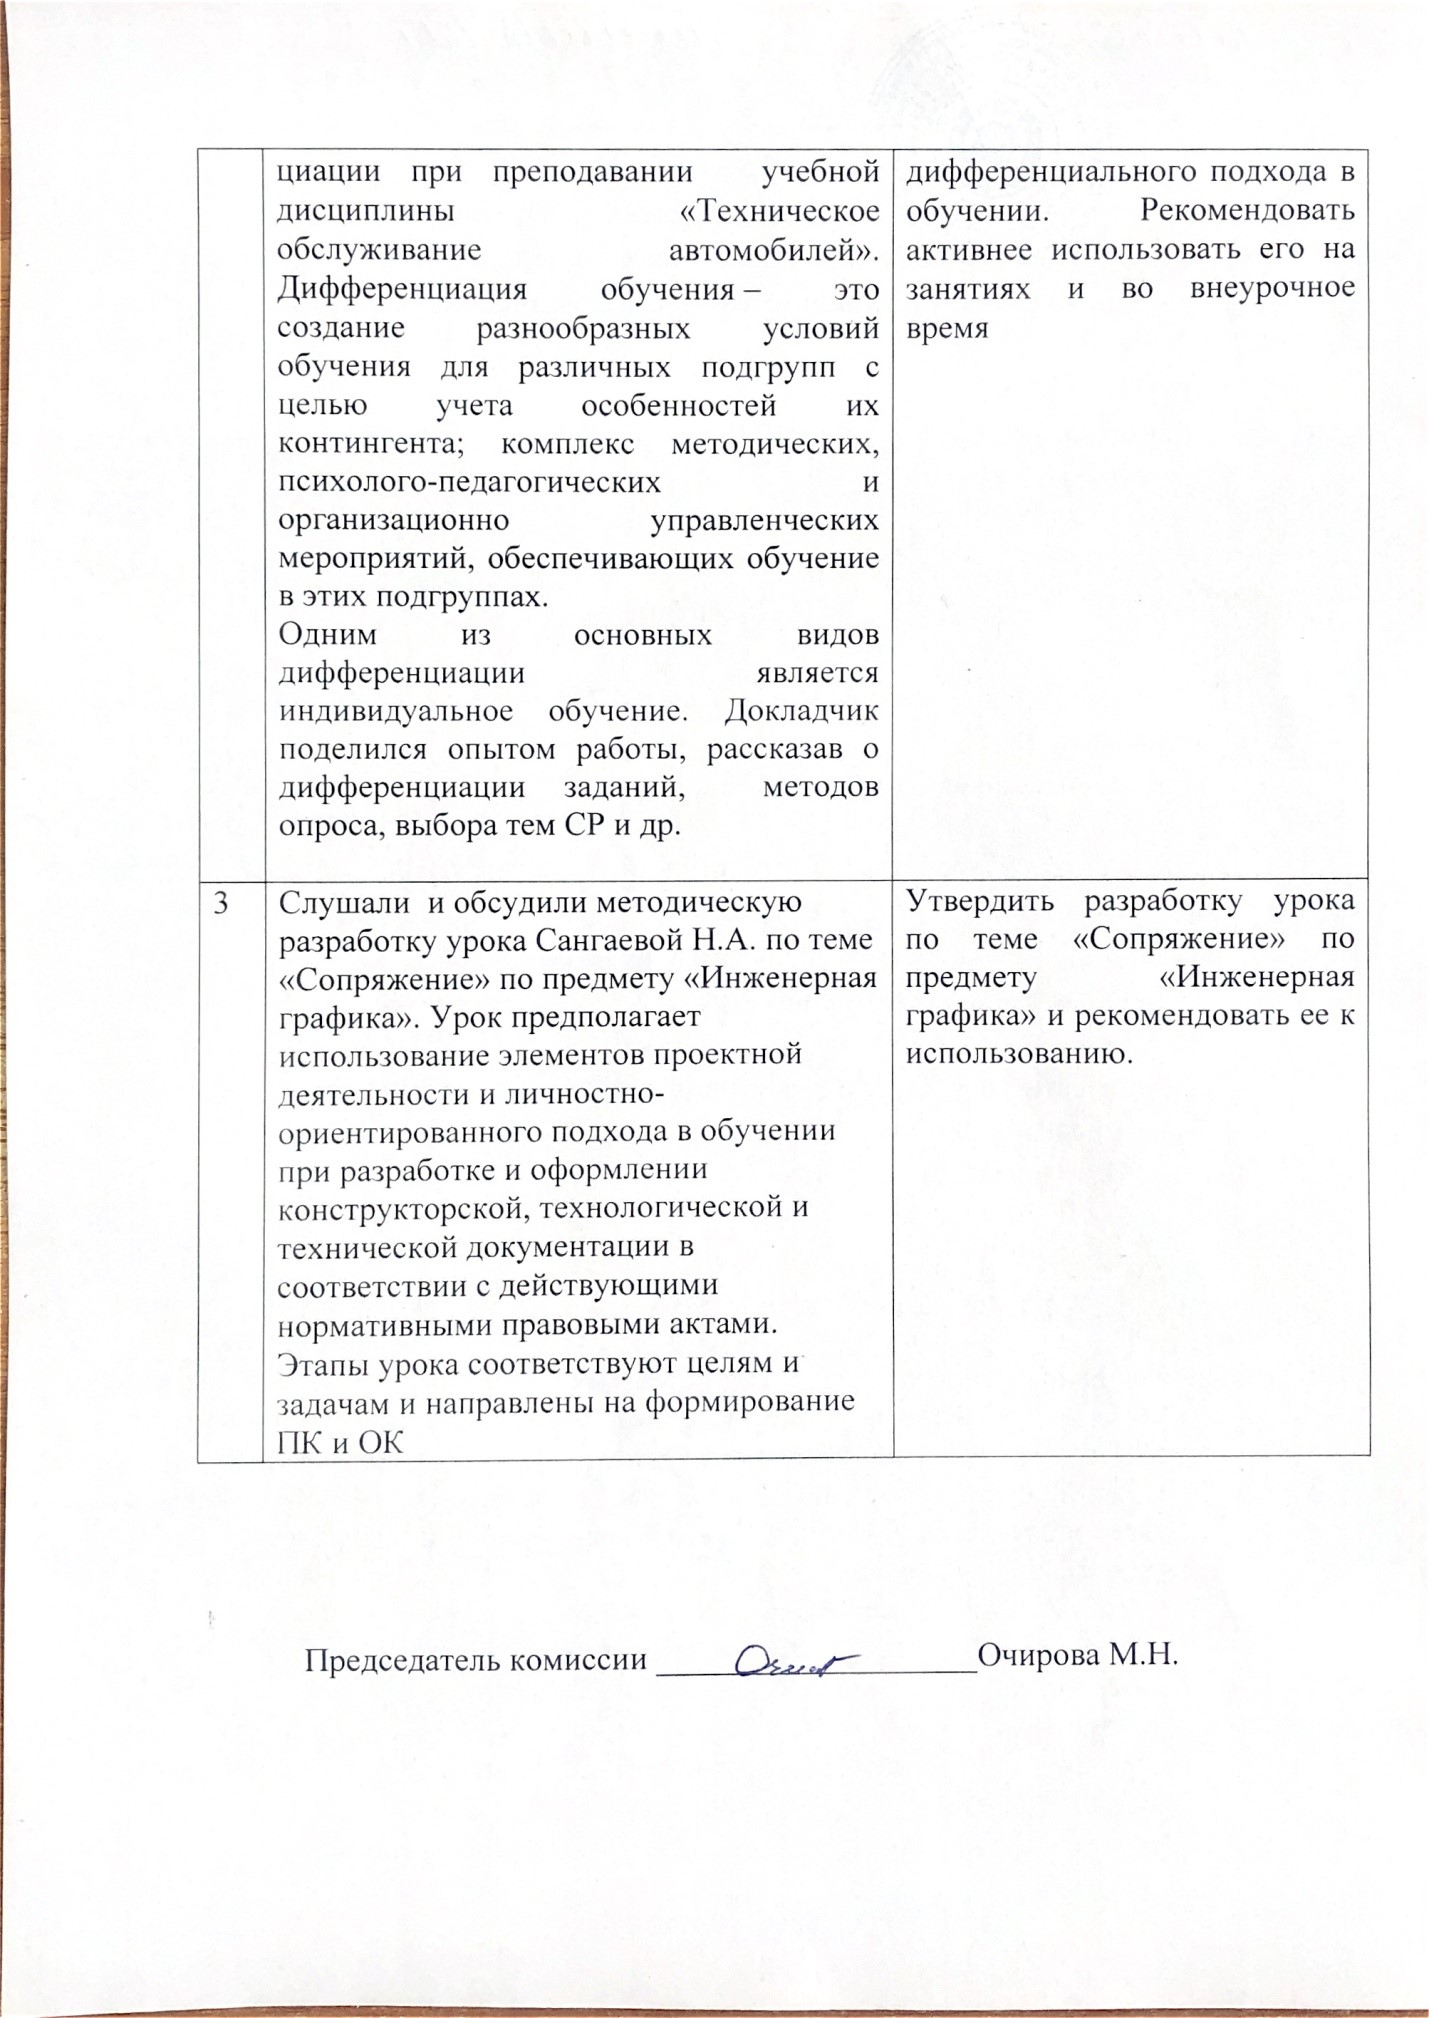 циации при преподавании учебной
дисциплины «Техническое
обслуживание автомобилей».
Дифференциация обучения – это
создание разнообразных условий
обучения для различных подгрупп с
целью учета особенностей их
контингента; комплекс методических,
психолого-педагогических и
организационно управленческих
мероприятий, обеспечивающих обучение
в этих подгруппах.
Одним из основных видов
дифференциации является
индивидуальное обучение. Докладчик
поделился опытом работы, рассказав о
дифференциации заданий, методов
опроса, выбора тем СР и др.
дифференциального подхода в
обучении. Рекомендовать
активнее использовать его на
занятиях и во внеурочное
время
3
Слушали и обсудили методическую
разработку урока Сангаевой Н.А. по теме
«Сопряжение» по предмету «Инженерная
графика». Урок предполагает
использование элементов проектной
деятельности и личностно-
ориентированного подхода в обучении
при разработке и оформлении
конструкторской, технологической и
технической документации в
соответствии с действующими
нормативными правовыми актами.
Этапы урока соответствуют целям и
задачам и направлены на формирование
ПК и ОК
Утвердить разработку урока
по теме «Сопряжение» по
предмету «Инженерная
графика» и рекомендовать ее к
использованию.
Председатель комиссии Очирова М.Н.